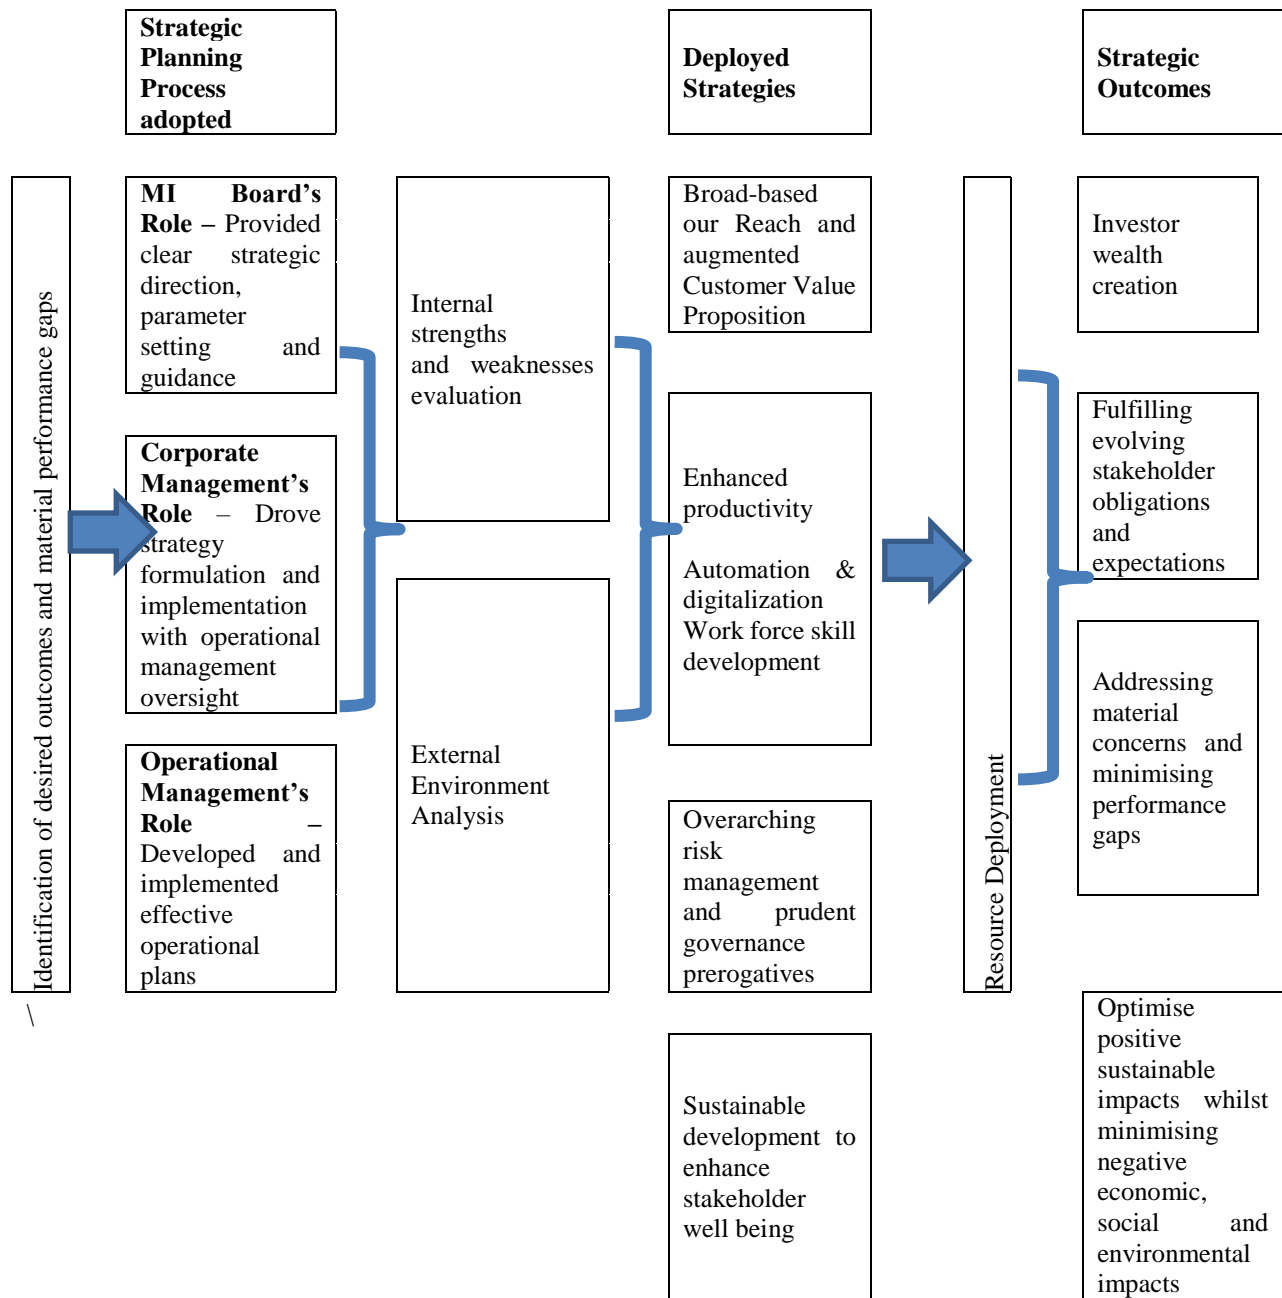 Strategic
Planning
Process
adopted
Deployed
Strategies
Strategic
Outcomes
Identification of desired outcomes and material performance gaps
MI Board’s
Role – Provided
clear strategic
direction,
parameter
setting and
guidance
Corporate
Management’s
Role – Drove
strategy
formulation and
implementation
with operational
management
oversight
Operational
Management’s
Role –
Developed and
implemented
effective
operational
plans
Internal
strengths
and weaknesses
evaluation
External
Environment
Analysis
Broad-based
our Reach and
augmented
Customer Value
Proposition
Enhanced
productivity
Automation &
digitalization
Work force skill
development
Overarching
risk
management
and prudent
governance
prerogatives
Sustainable
development to
enhance
stakeholder
well being
Resource Deployment
Investor
wealth
creation
Fulfilling
evolving
stakeholder
obligations
and
expectations
Addressing
material
concerns and
minimising
performance
gaps
Optimise
positive
sustainable
impacts whilst
minimising
negative
economic,
social and
environmental
impacts
\